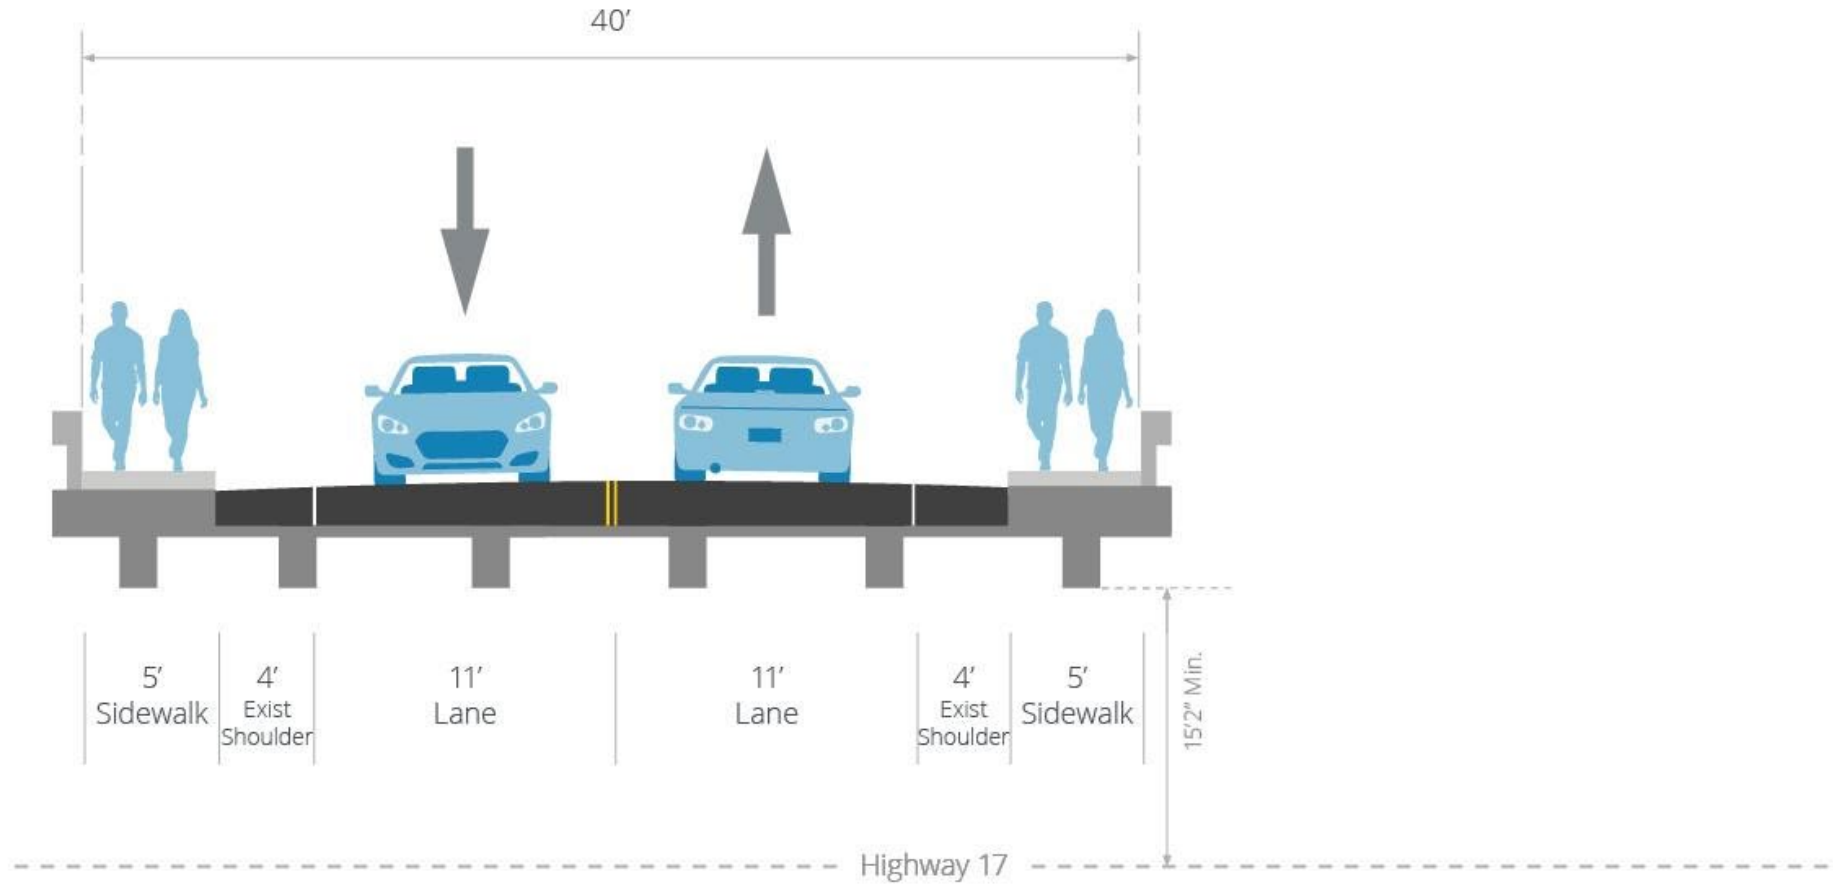 40’
5’
Sidewalk
4’
Exist
Shoulder
11’
Lane
11’
Lane
4’
Exist
Shoulder
5’
Sidewalk
15’2” Min.
Highway 17